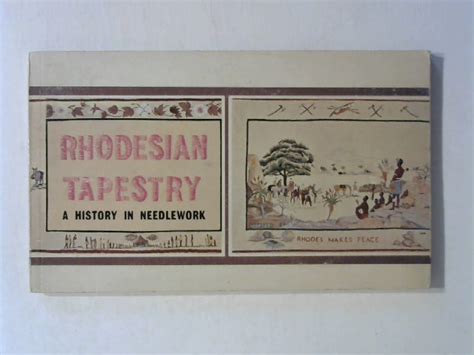 RHODESIAN
TAPESTRY
A HISTORY IN NEEDLEWORK
RHODES MAKES PEACE